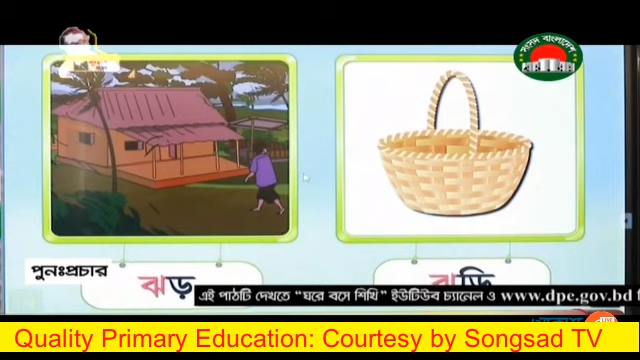 সংসদ বাংলাদেশ
পুনঃপ্রচার
ঝড়
ঝুড়ি
এই পাঠটি দেখতে “ঘরে বসে শিখি” ইউটিউব চ্যানেল ও www.dpe.gov.bd
Quality Primary Education: Courtesy by Songsad TV